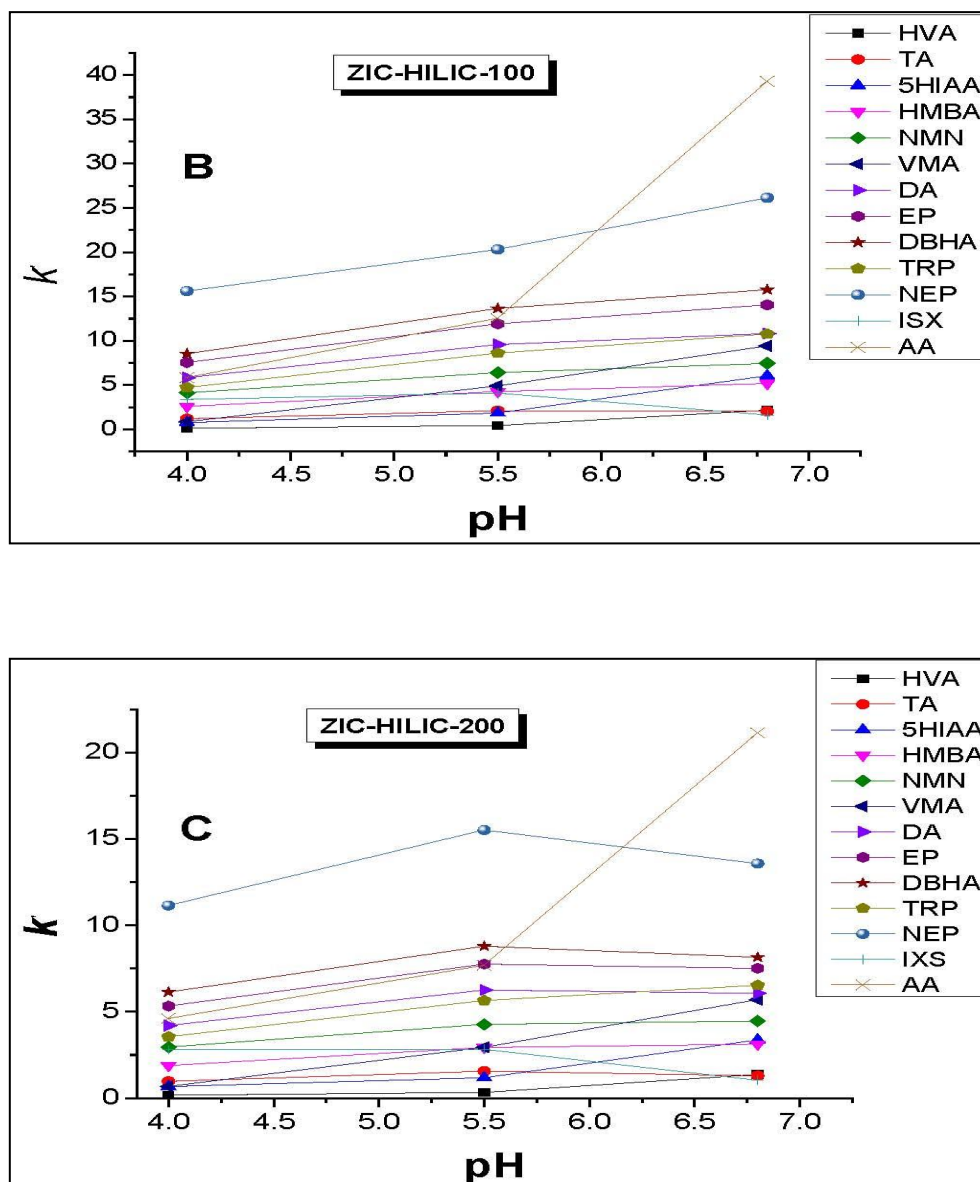 ZIC-HILIC-100
B
k
40
35
30
25
20
15
10
5
0
4.0 4.5 5.0 5.5 6.0 6.5 7.0
pH
HVA
TA
5HIAA
HMBA
NMN
VMA
DA
EP
DBHA
TRP
NEP
ISX
AA
ZIC-HILIC-200
C
k
20
15
10
5
0
4.0 4.5 5.0 5.5 6.0 6.5 7.0
pH
HVA
TA
5HIAA
HMBA
NMN
VMA
DA
EP
DBHA
TRP
NEP
IXS
AA